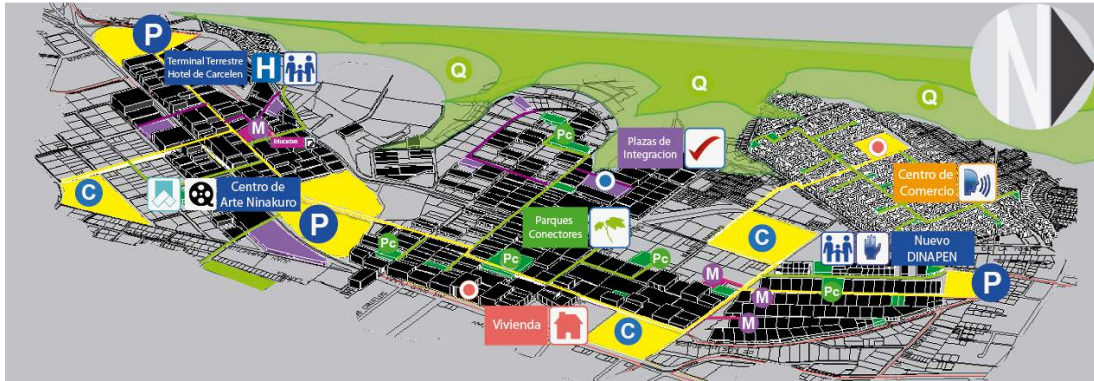 P
Terminal Terrestre
Hotel de Carcelen
H
Q
Q
Q
N
M
Educacion
Pc
Plazas de
Integracion
Centro de
Comercio
C
Centro de
Arte Ninakuro
P
Parques
Conectores
C
Nuevo
DINAPEN
Pc
Pc
Pc
M
M
M
Pc
P
Vivienda
C